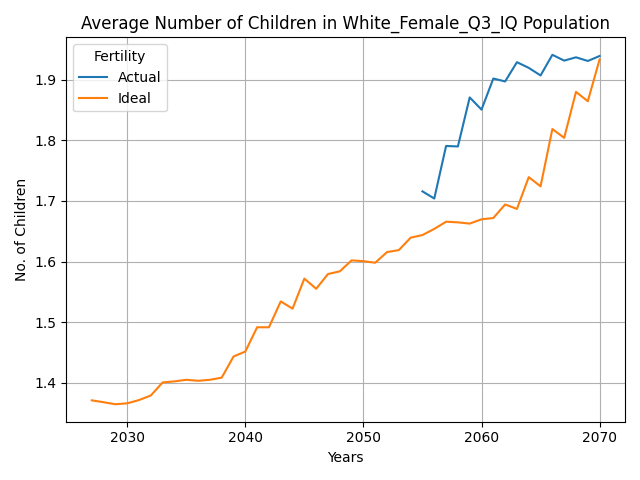 Average Number of Children in White_Female_Q3_IQ Population
Fertility
Actual
Ideal
No. of Children
1.9
1.8
1.7
1.6
1.5
1.4
2030
2040
2050
2060
2070
Years